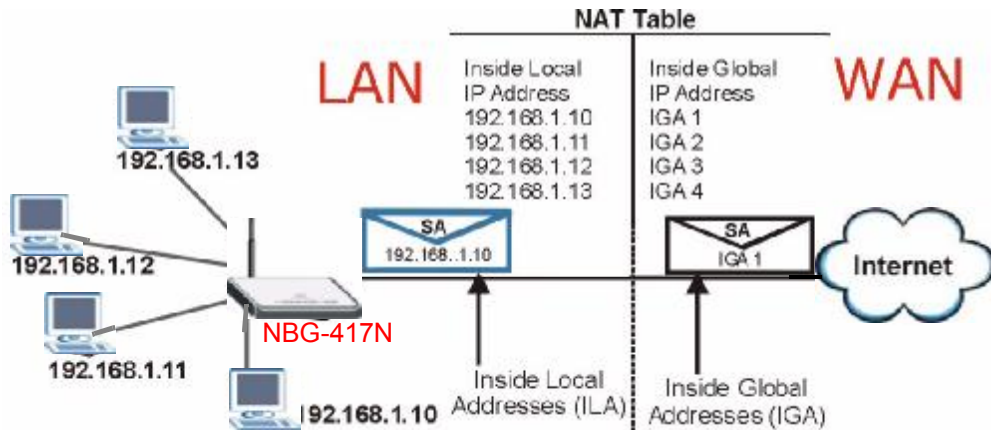 NAT Table
LAN
WAN
Inside Local
IP Address
192.168.1.10
192.168.1.11
192.168.1.12
192.168.1.13
Inside Global
IP Address
IGA 1
IGA 2
IGA 3
IGA 4
192.168.1.13
192.168.1.12
192.168.1.11
192.168.1.10
NBG-417N
SA
192.168..1.10
SA
IGA 1
Internet
Inside Local
Addresses (ILA)
Inside Global
Addresses (IGA)